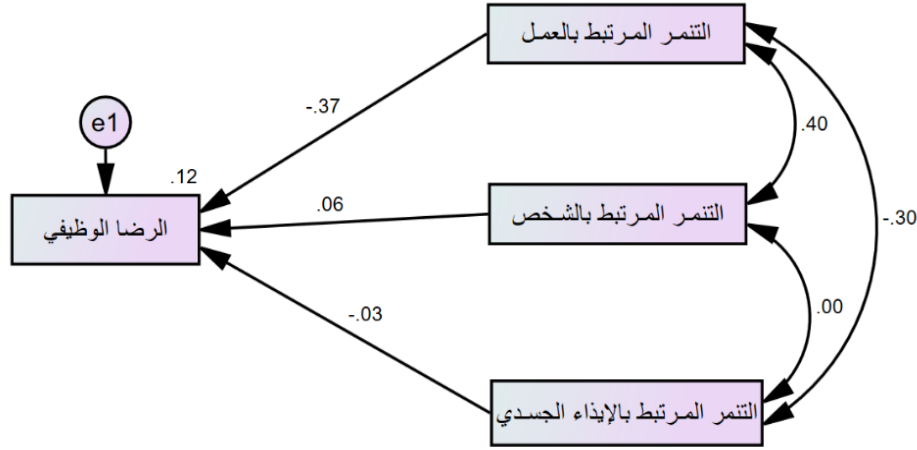 التنمر المرتبط بالعمل
-.37
.40
e1
.12
الرضا الوظيفي
.06
التنمر المرتبط بالشخص
-.30
-.03
.00
التنمر المرتبط بالإيذاء الجسدي